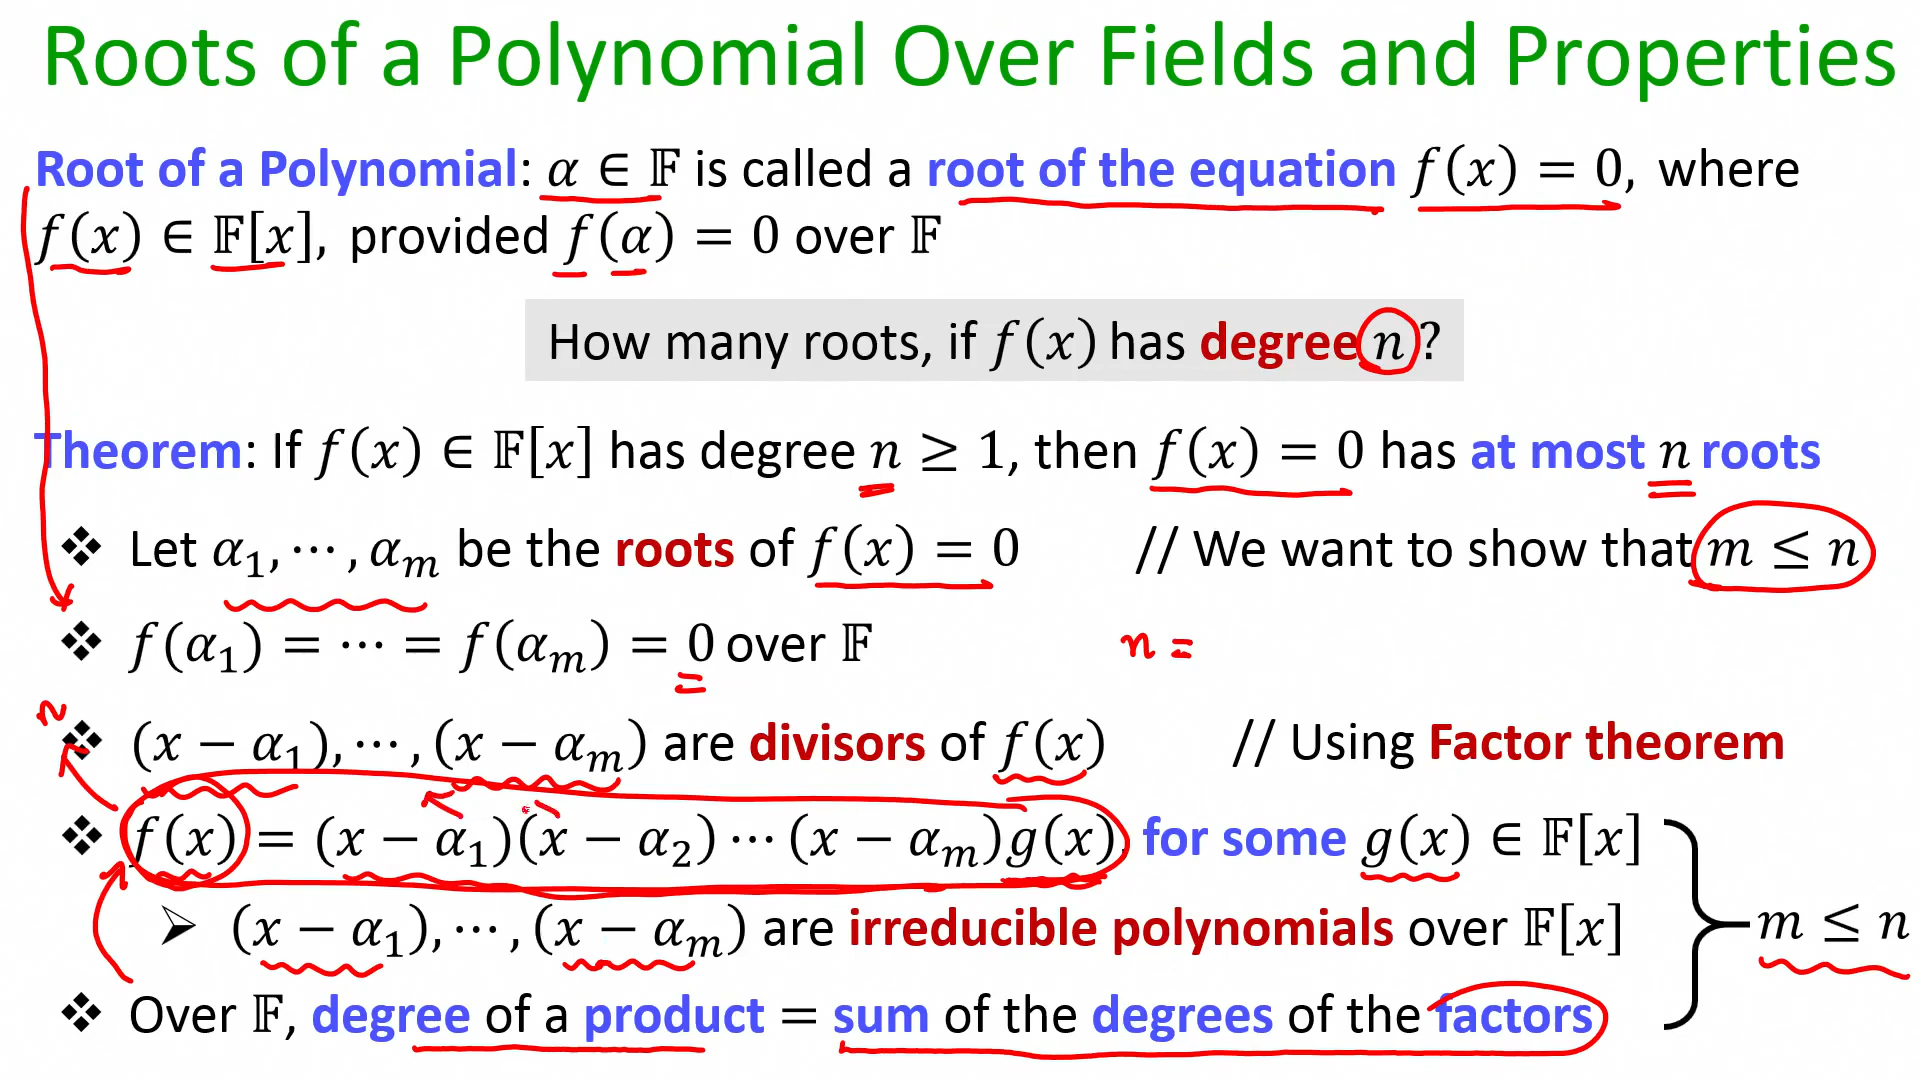 Roots of a Polynomial Over Fields and Properties
Root of a Polynomial: α ∈ 𝔽 is called a root of the equation f(x) = 0, where
f(x) ∈ 𝔽[x], provided f(α) = 0 over 𝔽
How many roots, if f(x) has degree n?
Theorem: If f(x) ∈ 𝔽[x] has degree n ≥ 1, then f(x) = 0 has at most n roots
❖ Let α₁, ⋯ , αₘ be the roots of f(x) = 0 // We want to show that m ≤ n
❖ f(α₁) = ⋯ = f(αₘ) = 0 over 𝔽 n =
n
❖ (x − α₁), ⋯ , (x − αₘ) are divisors of f(x) // Using Factor theorem
❖ f(x) = (x − α₁)(x − α₂) ⋯ (x − αₘ)g(x), for some g(x) ∈ 𝔽[x]
➢ (x − α₁), ⋯ , (x − αₘ) are irreducible polynomials over 𝔽[x] m ≤ n
❖ Over 𝔽, degree of a product = sum of the degrees of the factors